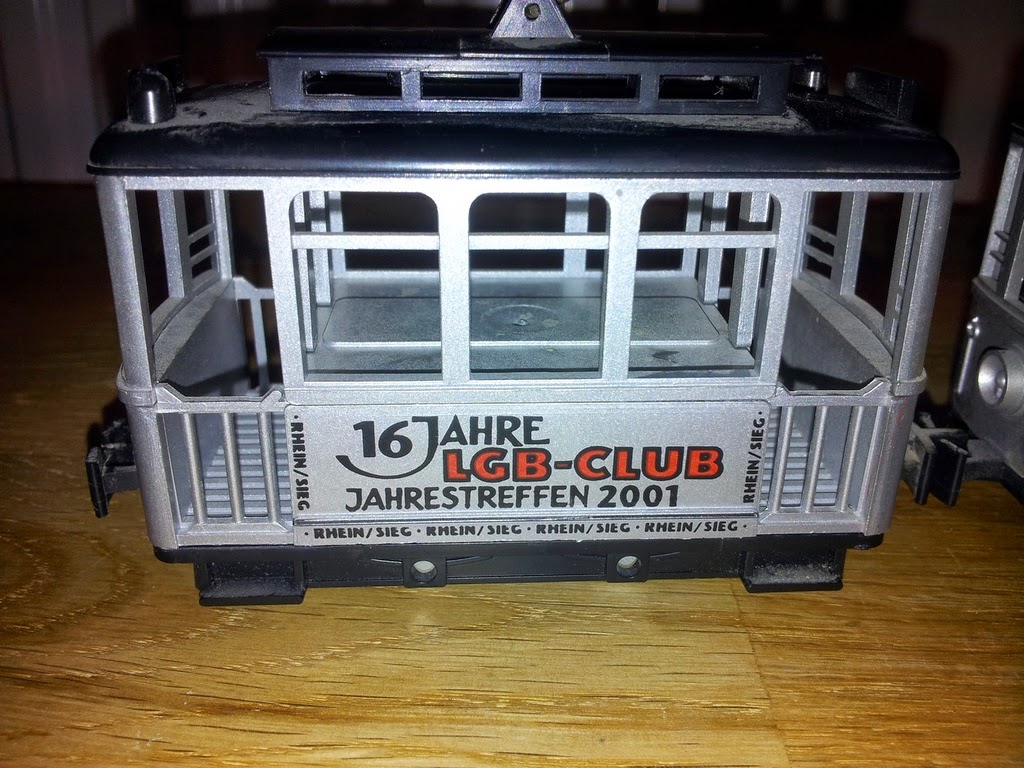 16 JAHRE
LGB-CLUB
JAHRESTREFFEN 2001
· RHEIN/SIEG
RHEIN/SIEG ·
· RHEIN/SIEG · RHEIN/SIEG · RHEIN/SIEG · RHEIN/SIEG ·